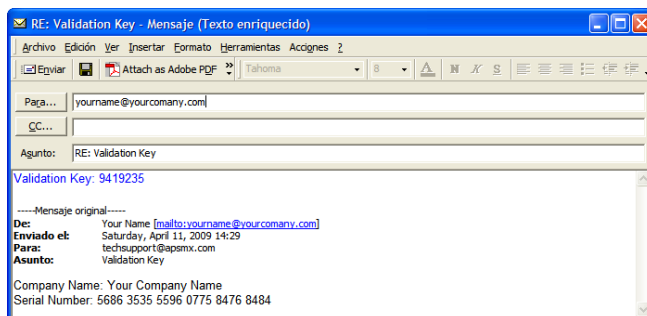 RE: Validation Key - Mensaje (Texto enriquecido)
Archivo Edición Ver Insertar Formato Herramientas Acciones ?
Enviar Attach as Adobe PDF » Tahoma 8 A N K S
Para... yourname@yourcomany.com
CC...
Asunto: RE: Validation Key
Validation Key: 9419235
-----Mensaje original-----
De: Your Name [mailto:yourname@yourcomany.com]
Enviado el: Saturday, April 11, 2009 14:29
Para: techsupport@apsmx.com
Asunto: Validation Key
Company Name: Your Company Name
Serial Number: 5686 3535 5596 0775 8476 8484